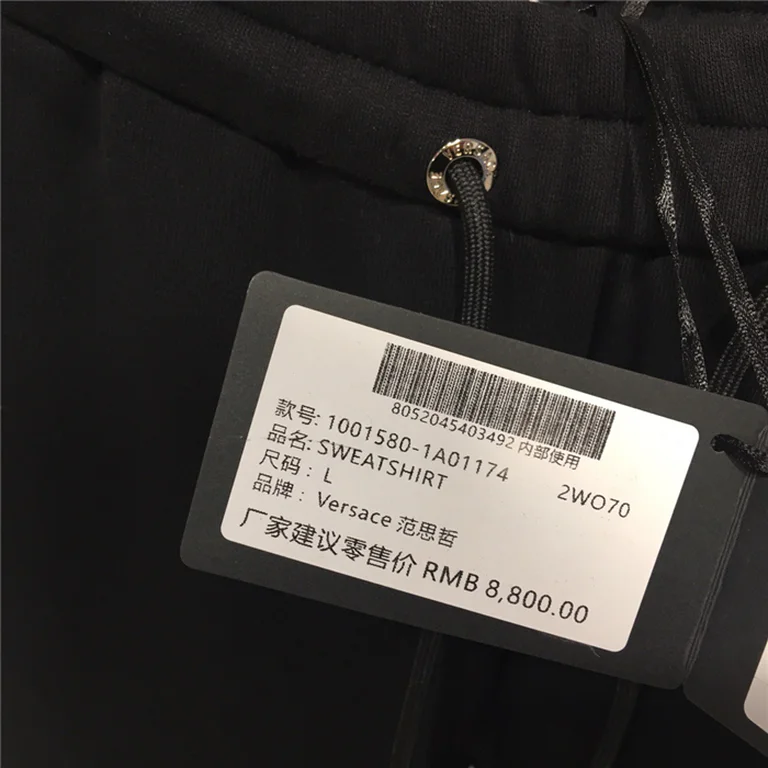 VERSACE
8052045403492 内部使用
款号: 1001580-1A01174
品名: SWEATSHIRT 2WO70
尺码: L
品牌: Versace 范思哲
厂家建议零售价 RMB 8,800.00